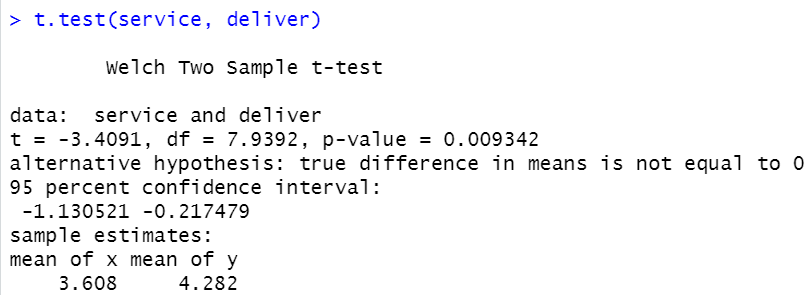 > t.test(service, deliver)
Welch Two Sample t-test
data:  service and deliver
t = -3.4091, df = 7.9392, p-value = 0.009342
alternative hypothesis: true difference in means is not equal to 0
95 percent confidence interval:
-1.130521 -0.217479
sample estimates:
mean of x mean of y
3.608     4.282